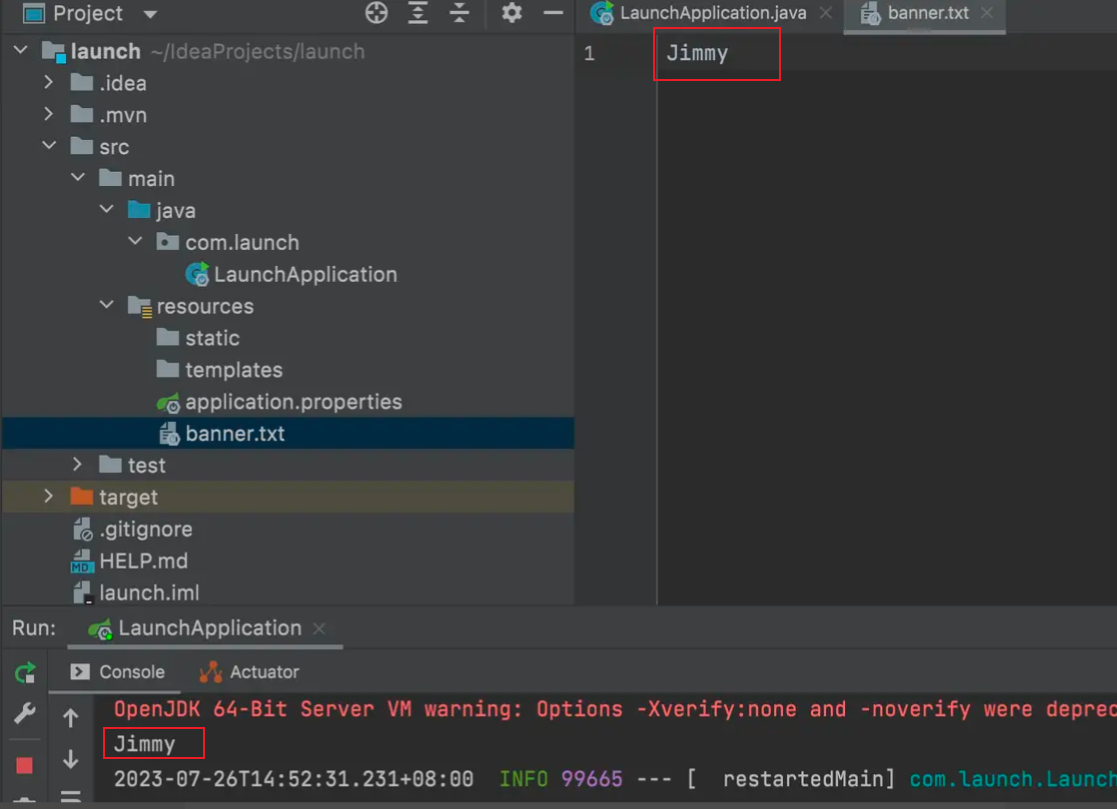 Project
launch ~/IdeaProjects/launch
.idea
.mvn
src
main
java
com.launch
LaunchApplication
resources
static
templates
application.properties
banner.txt
test
target
.gitignore
MD HELP.md
launch.iml
LaunchApplication.java
banner.txt
1 Jimmy
Run: LaunchApplication
Console Actuator
OpenJDK 64-Bit Server VM warning: Options -Xverify:none and -noverify were deprec
Jimmy
2023-07-26T14:52:31.231+08:00 INFO 99665 --- [ restartedMain] com.launch.Launch